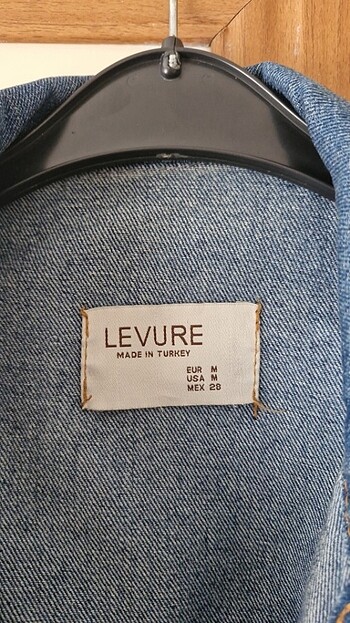 LEVURE
MADE IN TURKEY
EUR M
USA M
MEX 28